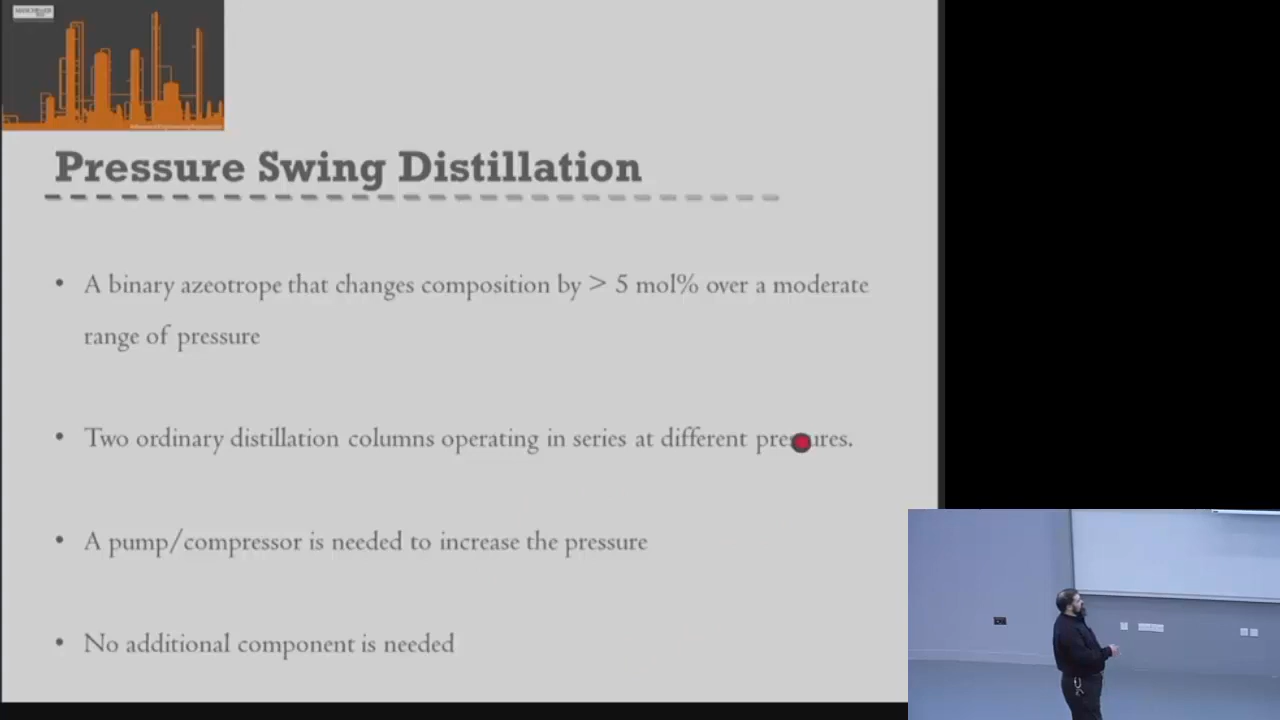 Pressure Swing Distillation
• A binary azeotrope that changes composition by > 5 mol% over a moderate
range of pressure
• Two ordinary distillation columns operating in series at different pressures.
• A pump/compressor is needed to increase the pressure
• No additional component is needed